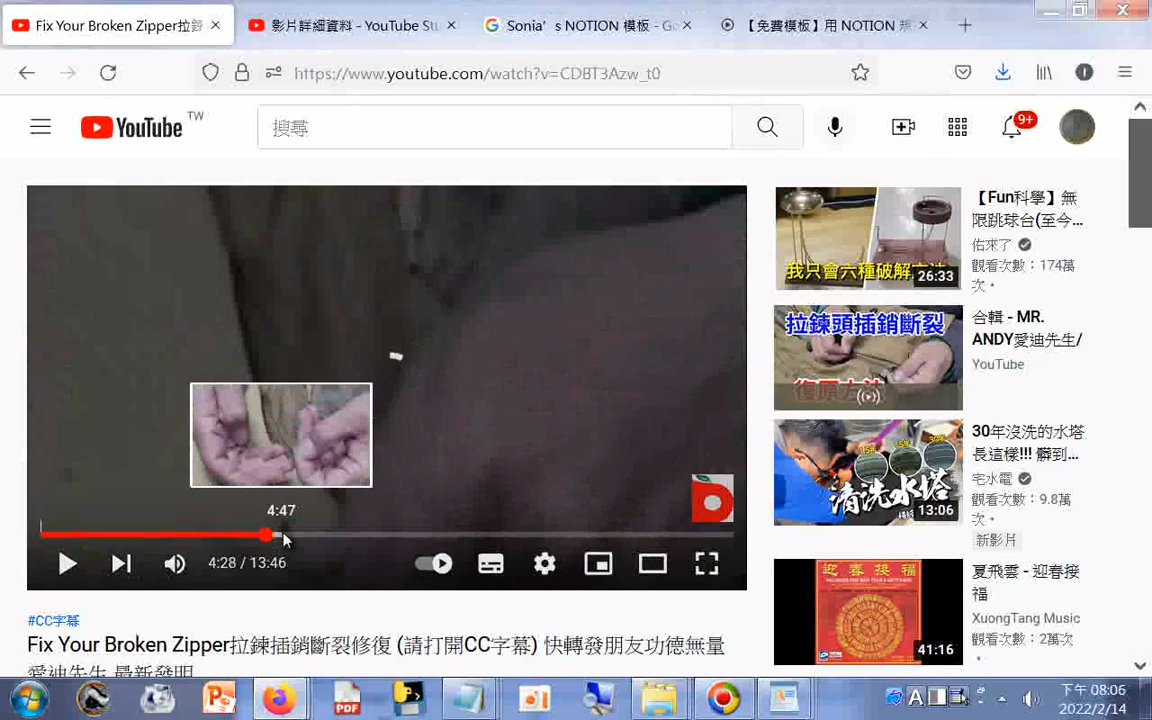 Fix Your Broken Zipper拉鍊
影片詳細資料 - YouTube Stu
Sonia's NOTION 模板 - Go
【免費模板】用 NOTION 規
https://www.youtube.com/watch?v=CDBT3Azw_t0
YouTube TW
搜尋
9+
【Fun科學】無
限跳球台(至今...
佑來了
觀看次數：174萬
次 •
我只會六種破解方法
26:33
合輯 - MR.
ANDY愛迪先生/
YouTube
拉鍊頭插銷斷裂
復原方法
30年沒洗的水塔
長這樣!!! 髒到...
宅水電
觀看次數：9.8萬
次 •
新影片
清洗水塔
13:06
夏飛雲 - 迎春接
福
XuongTang Music
觀看次數：2萬次
•
迎春接福
41:16
4:47
4:28 / 13:46
#CC字幕
Fix Your Broken Zipper拉鍊插銷斷裂修復 (請打開CC字幕) 快轉發朋友功德無量
愛迪先生 最新發明
PDF
A
下午 08:06
2022/2/14